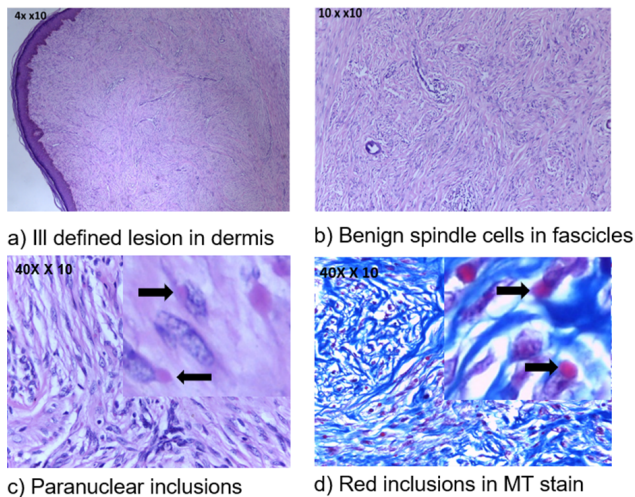 4x x10
10 x x10
a) Ill defined lesion in dermis
b) Benign spindle cells in fascicles
40X X 10
40X X 10
c) Paranuclear inclusions
d) Red inclusions in MT stain